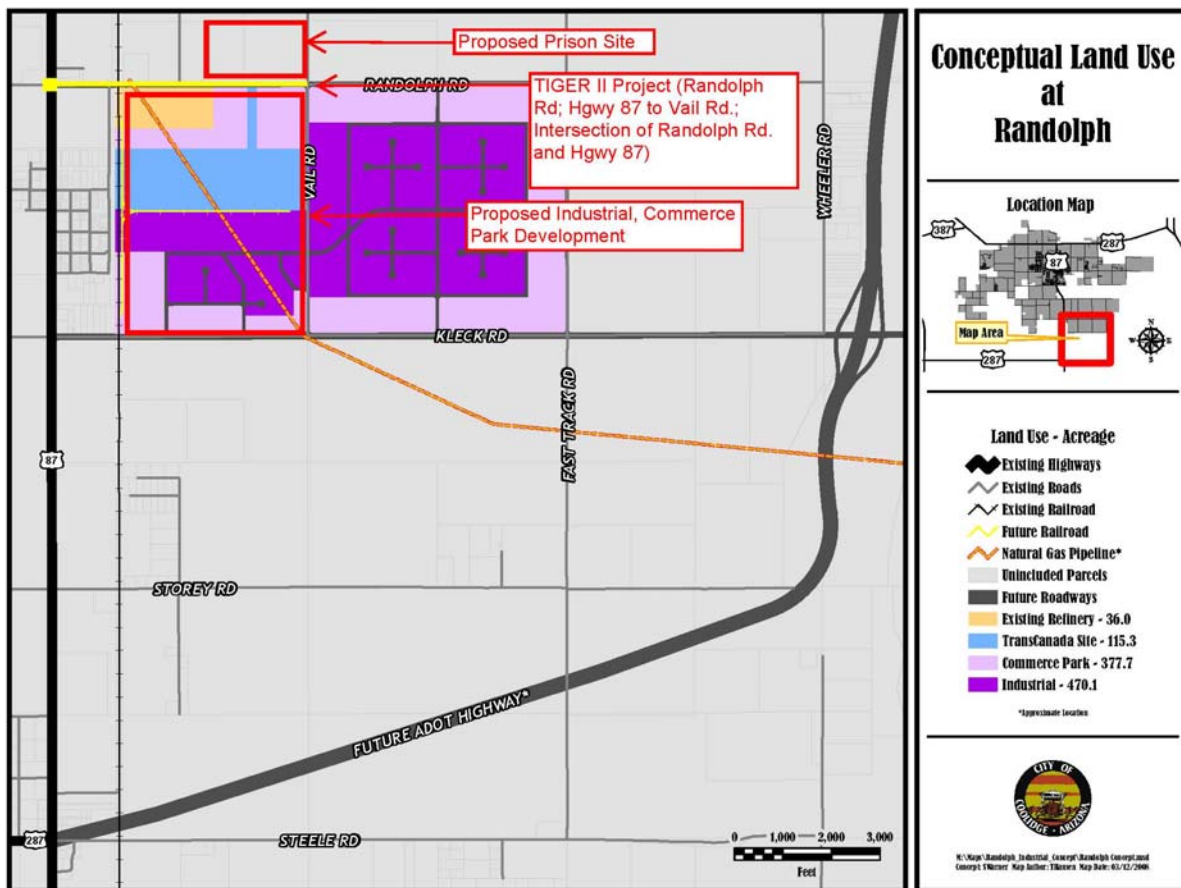 Proposed Prison Site
RANDOLPH RD
TIGER II Project (Randolph
Rd; Hgwy 87 to Vail Rd.;
Intersection of Randolph Rd.
and Hgwy 87)
VAIL RD
WHEELER RD
Proposed Industrial, Commerce
Park Development
KLECK RD
FAST TRACK RD
87
STOREY RD
FUTURE ADOT HIGHWAY*
287
STEELE RD
0 1,000 2,000 3,000
Feet
Conceptual Land Use
at
Randolph
Location Map
387
287
87
Map Area
287
N
W E
S
Land Use - Acreage
Existing Highways
Existing Roads
Existing Railroad
Future Railroad
Natural Gas Pipeline*
Unincluded Parcels
Future Roadways
Existing Refinery - 36.0
TransCanada Site - 115.3
Commerce Park - 377.7
Industrial - 470.1
*Approximate Location
CITY OF
COOLIDGE - ARIZONA
Map Date: 03/12/2008